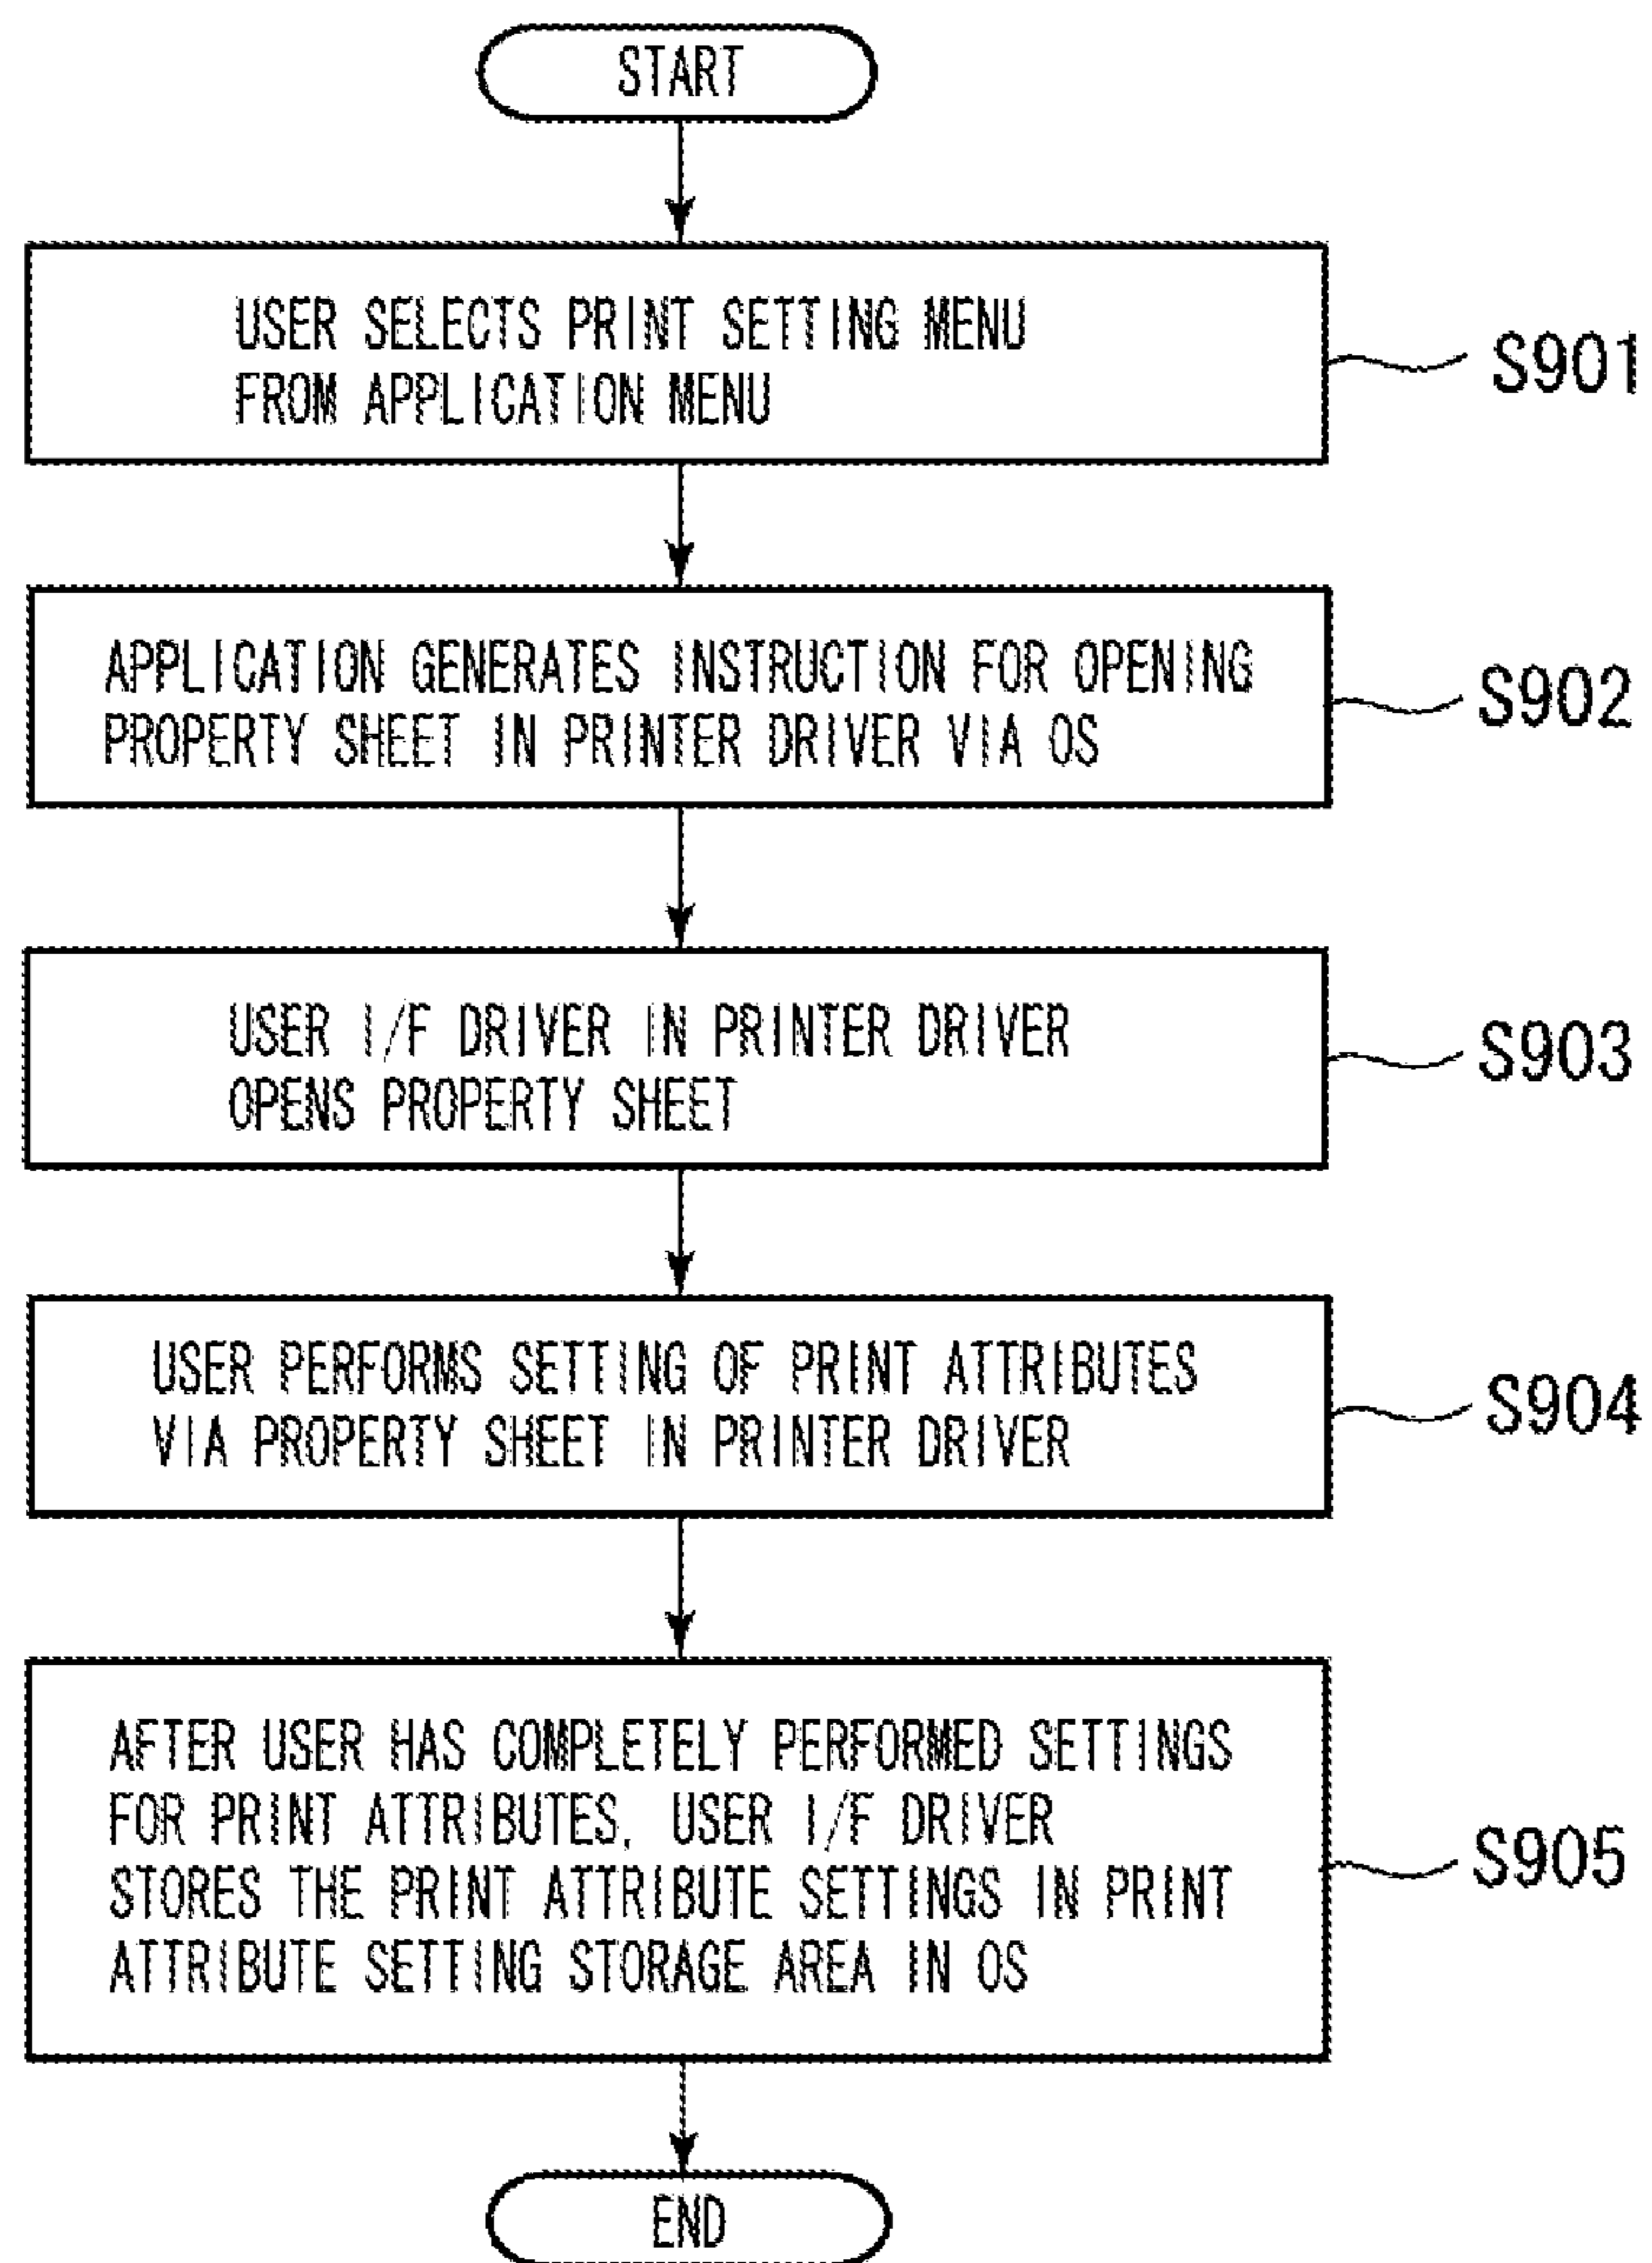 START
USER SELECTS PRINT SETTING MENU
FROM APPLICATION MENU
S901
APPLICATION GENERATES INSTRUCTION FOR OPENING
PROPERTY SHEET IN PRINTER DRIVER VIA OS
S902
USER I/F DRIVER IN PRINTER DRIVER
OPENS PROPERTY SHEET
S903
USER PERFORMS SETTING OF PRINT ATTRIBUTES
VIA PROPERTY SHEET IN PRINTER DRIVER
S904
AFTER USER HAS COMPLETELY PERFORMED SETTINGS
FOR PRINT ATTRIBUTES, USER I/F DRIVER
STORES THE PRINT ATTRIBUTE SETTINGS IN PRINT
ATTRIBUTE SETTING STORAGE AREA IN OS
S905
END